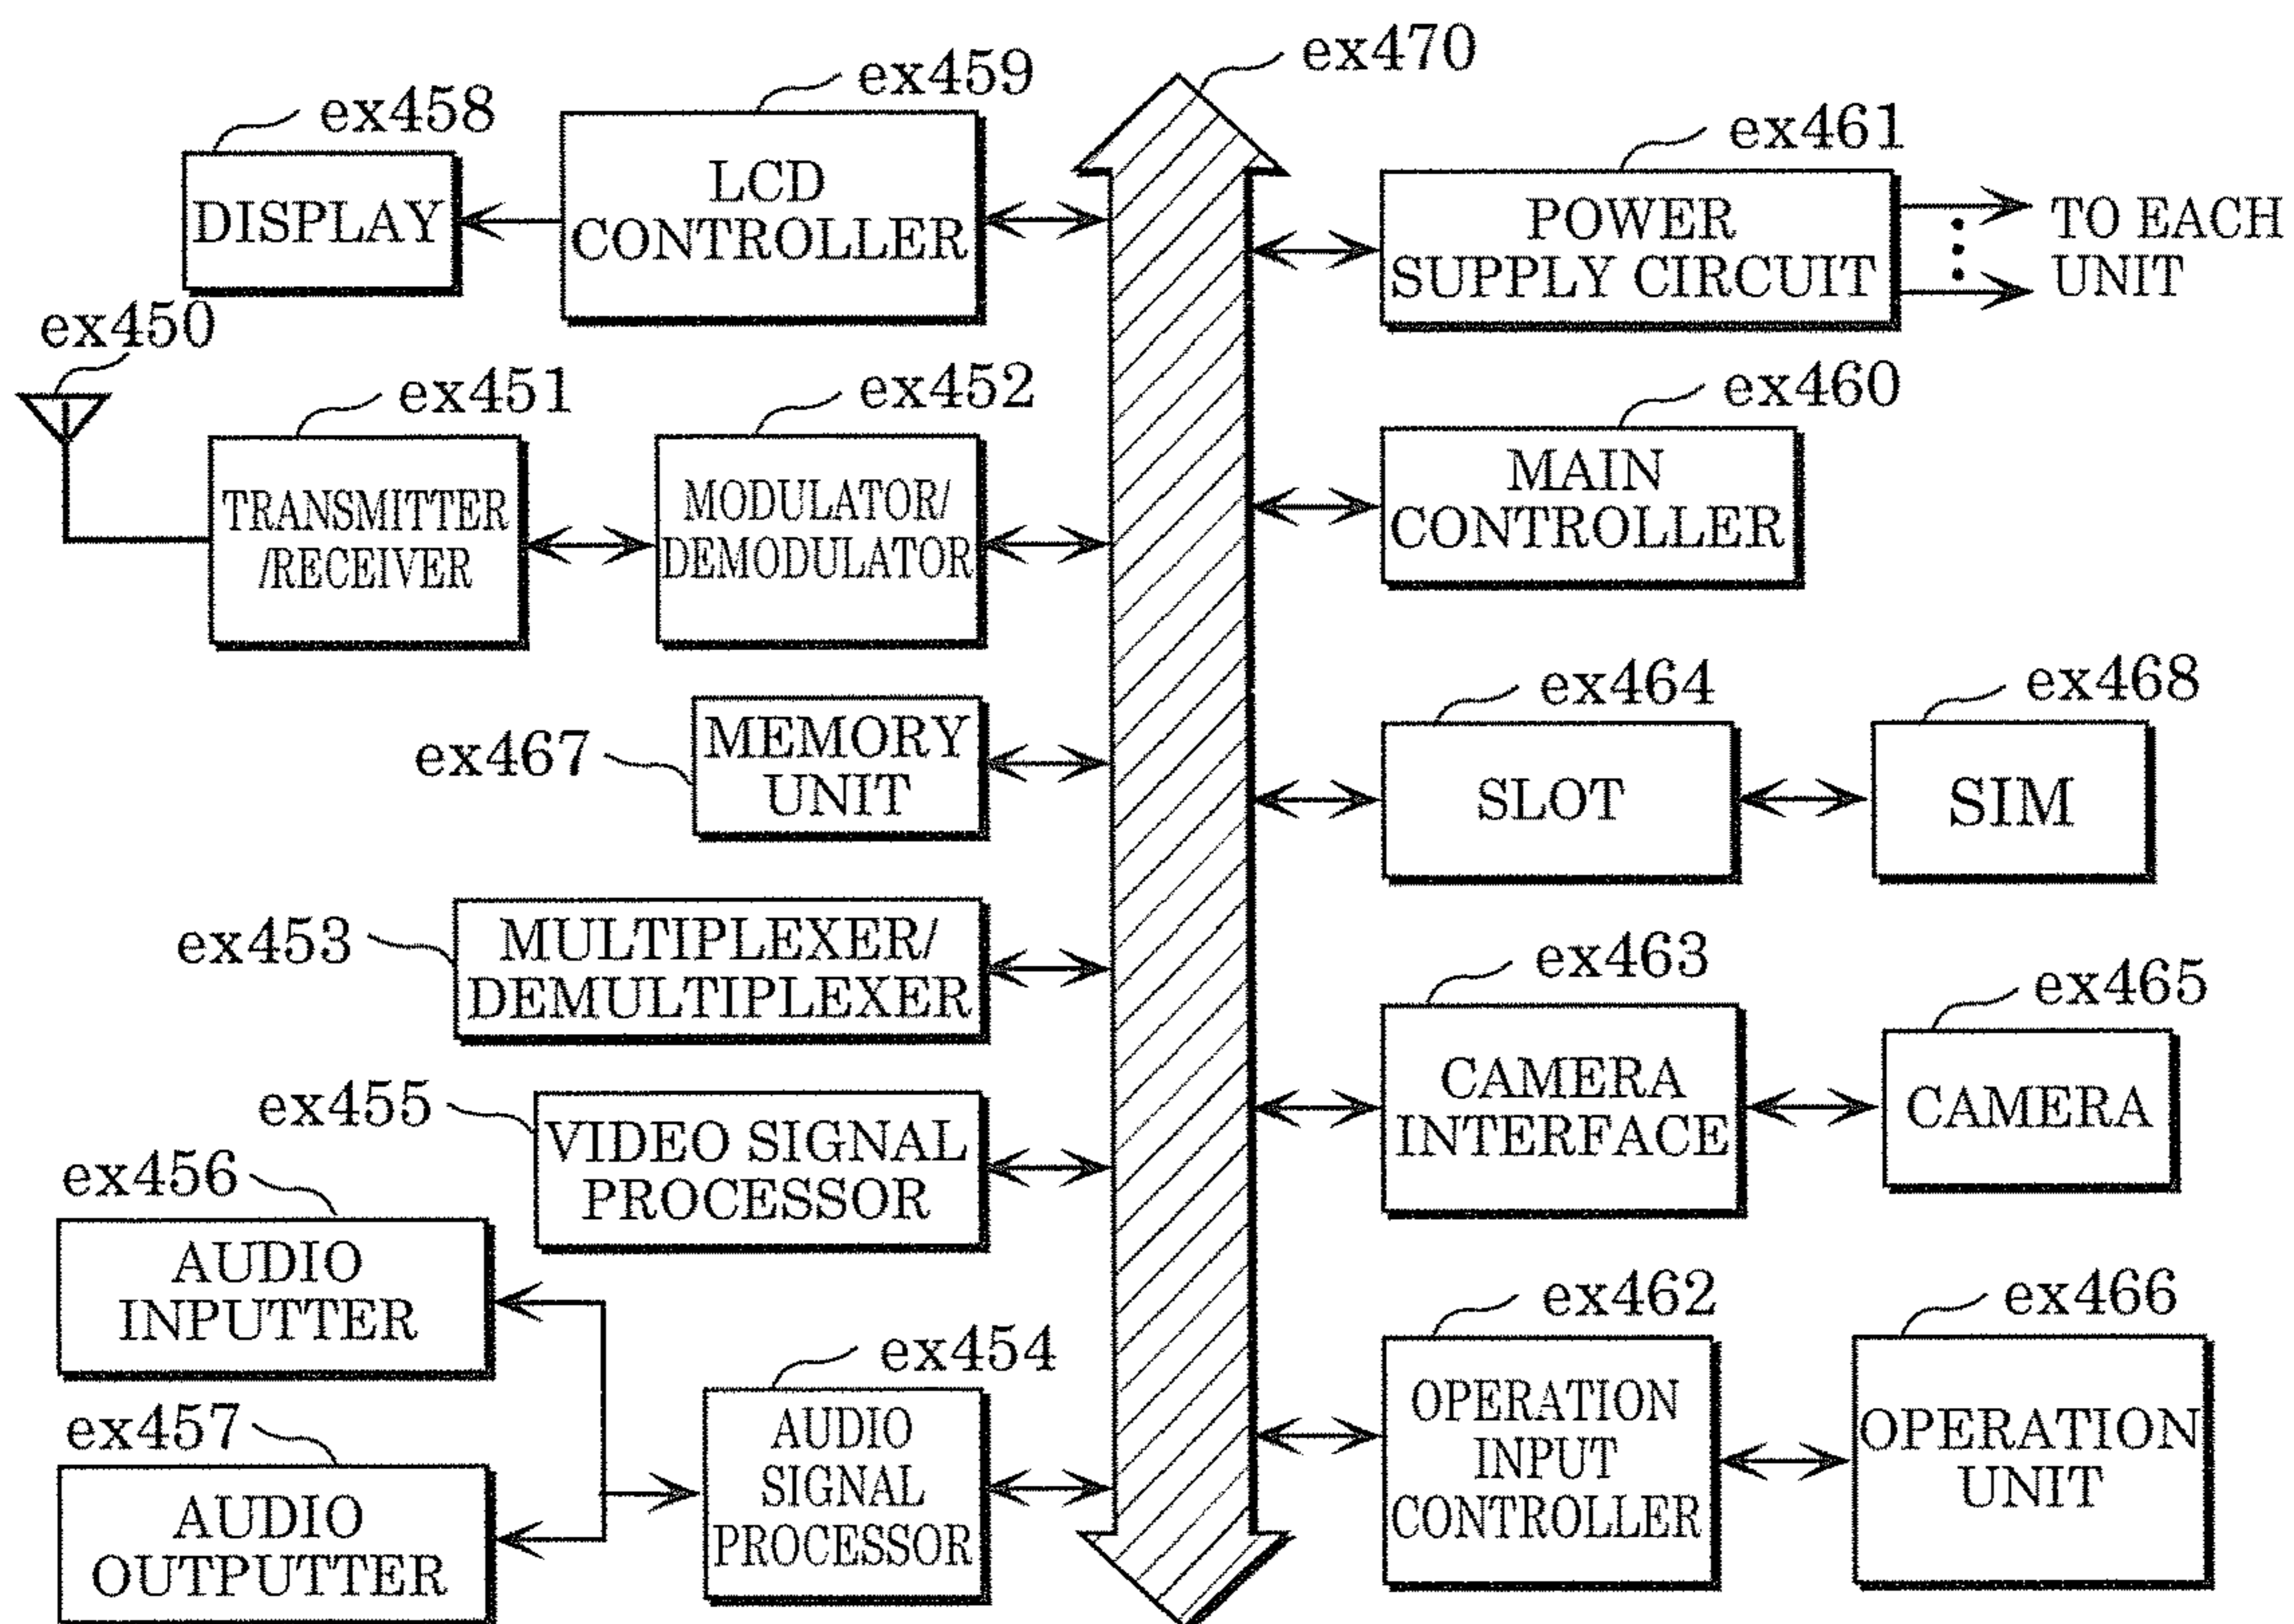 ex470
ex459
ex458
ex461
LCD
CONTROLLER
DISPLAY
POWER
SUPPLY CIRCUIT
TO EACH
UNIT
ex450
ex451
ex452
ex460
TRANSMITTER
/RECEIVER
MODULATOR/
DEMODULATOR
MAIN
CONTROLLER
ex467
MEMORY
UNIT
ex464
ex468
SLOT
SIM
ex453
MULTIPLEXER/
DEMULTIPLEXER
ex463
ex465
CAMERA
INTERFACE
CAMERA
ex455
VIDEO SIGNAL
PROCESSOR
ex456
AUDIO
INPUTTER
ex454
ex462
ex466
ex457
AUDIO
OUTPUTTER
AUDIO
SIGNAL
PROCESSOR
OPERATION
INPUT
CONTROLLER
OPERATION
UNIT